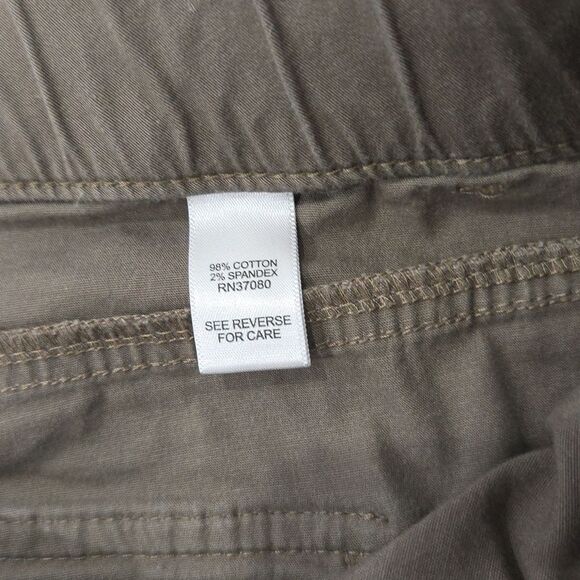 98% COTTON
2% SPANDEX
RN37080
SEE REVERSE
FOR CARE